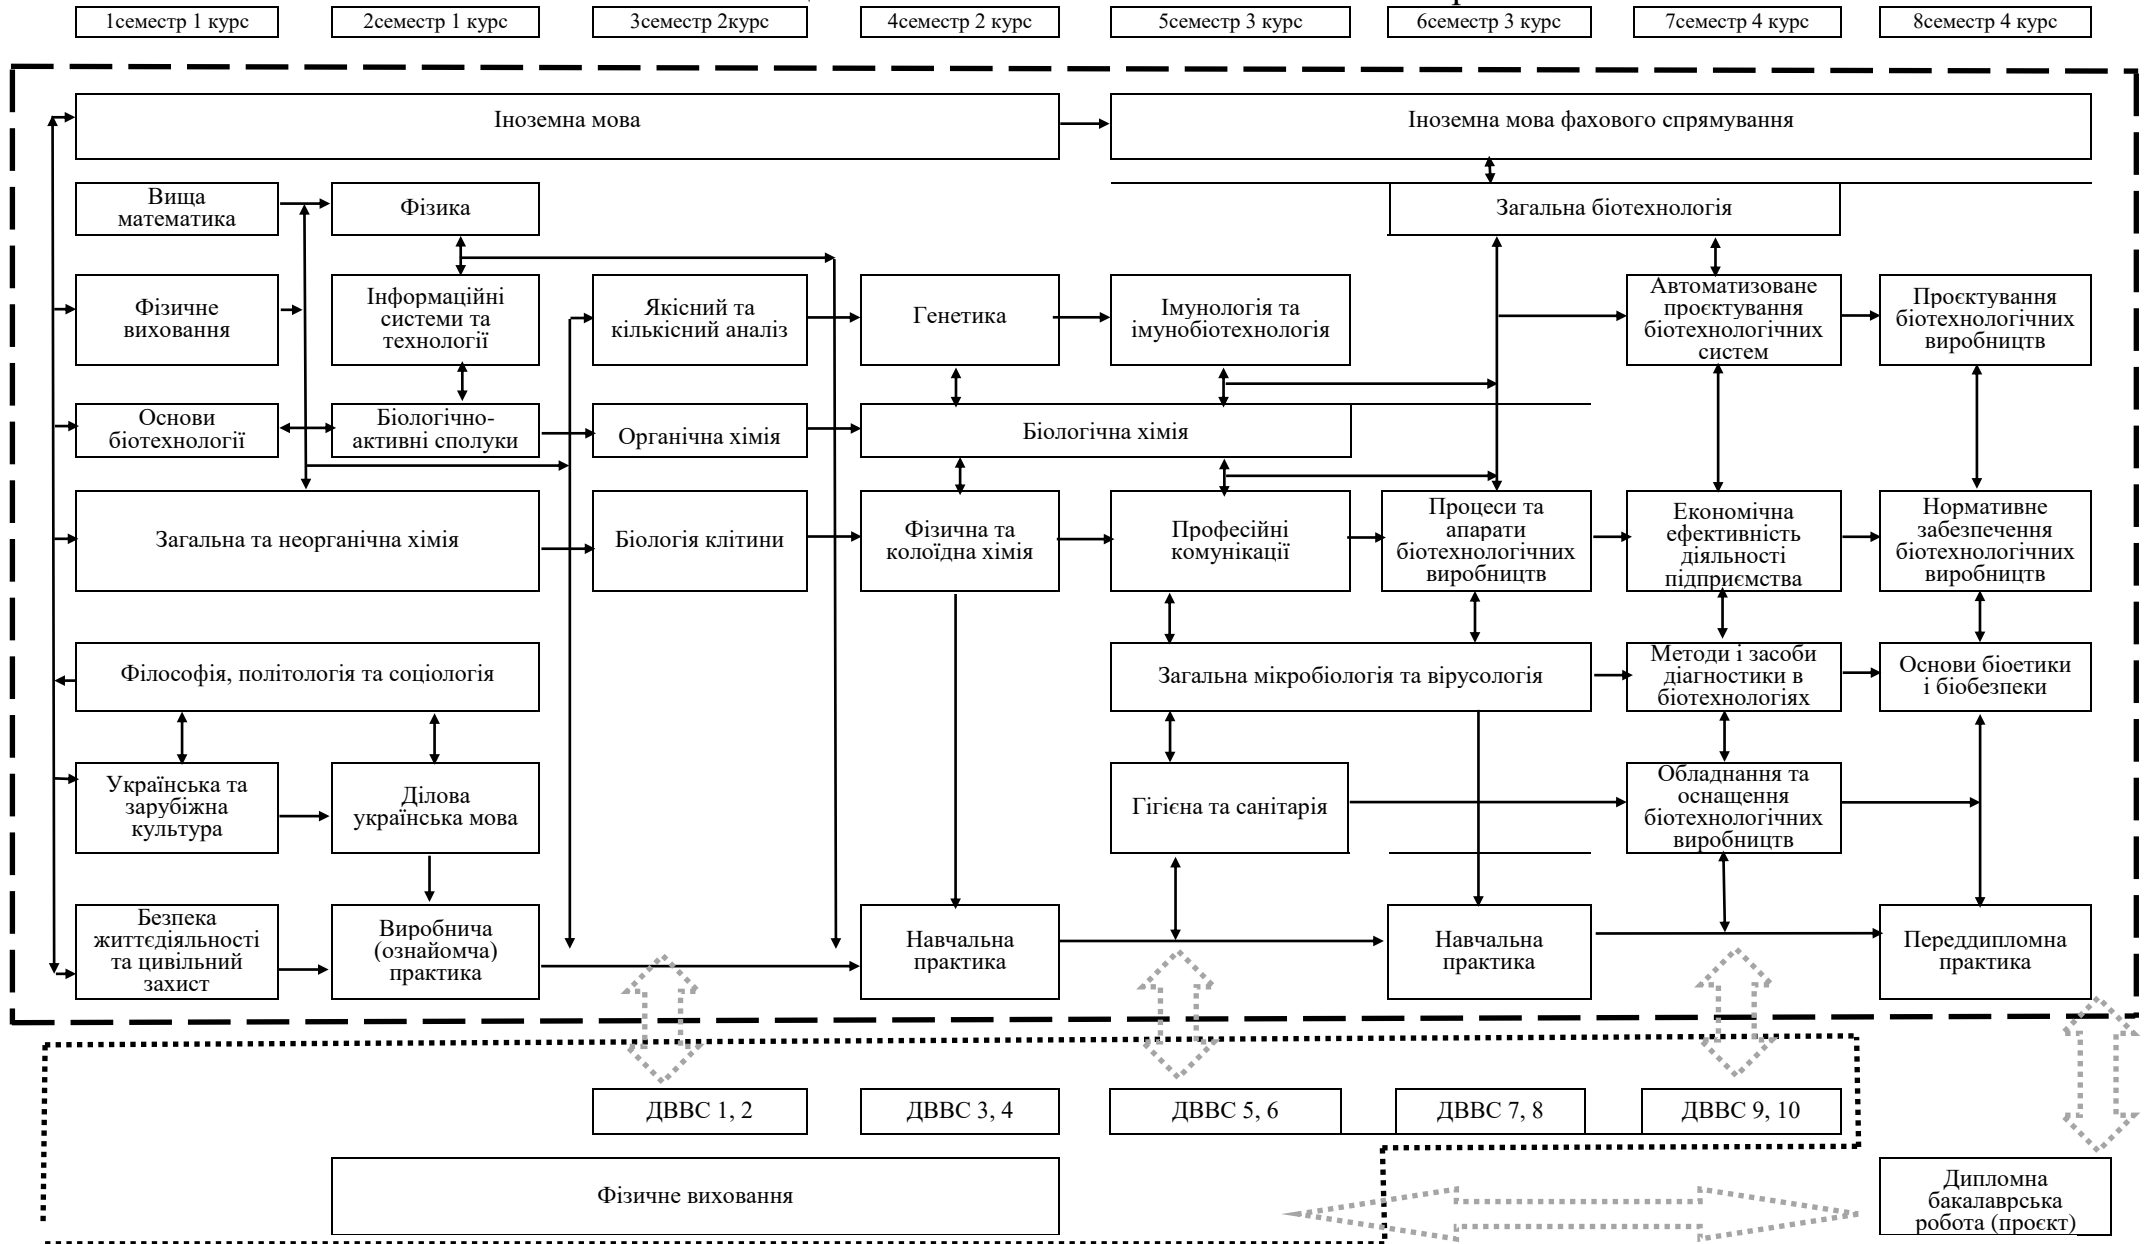 1семестр 1 курс
2семестр 1 курс
3семестр 2курс
4семестр 2 курс
5семестр 3 курс
6семестр 3 курс
7семестр 4 курс
8семестр 4 курс
Іноземна мова
Іноземна мова фахового спрямування
Вища
математика
Фізика
Загальна біотехнологія
Фізичне
виховання
Інформаційні
системи та
технології
Якісний та
кількісний аналіз
Генетика
Імунологія та
імунобіотехнологія
Автоматизоване
проєктування
біотехнологічних
систем
Проєктування
біотехнологічних
виробництв
Основи
біотехнології
Біологічно-
активні сполуки
Органічна хімія
Біологічна хімія
Загальна та неорганічна хімія
Біологія клітини
Фізична та
колоїдна хімія
Професійні
комунікації
Процеси та
апарати
біотехнологічних
виробництв
Економічна
ефективність
діяльності
підприємства
Нормативне
забезпечення
біотехнологічних
виробництв
Філософія, політологія та соціологія
Загальна мікробіологія та вірусологія
Методи і засоби
діагностики в
біотехнологіях
Основи біоетики
і біобезпеки
Українська та
зарубіжна
культура
Ділова
українська мова
Гігієна та санітарія
Обладнання та
оснащення
біотехнологічних
виробництв
Безпека
життєдіяльності
та цивільний
захист
Виробнича
(ознайомча)
практика
Навчальна
практика
Навчальна
практика
Переддипломна
практика
ДВВС 1, 2
ДВВС 3, 4
ДВВС 5, 6
ДВВС 7, 8
ДВВС 9, 10
Фізичне виховання
Дипломна
бакалаврська
робота (проєкт)